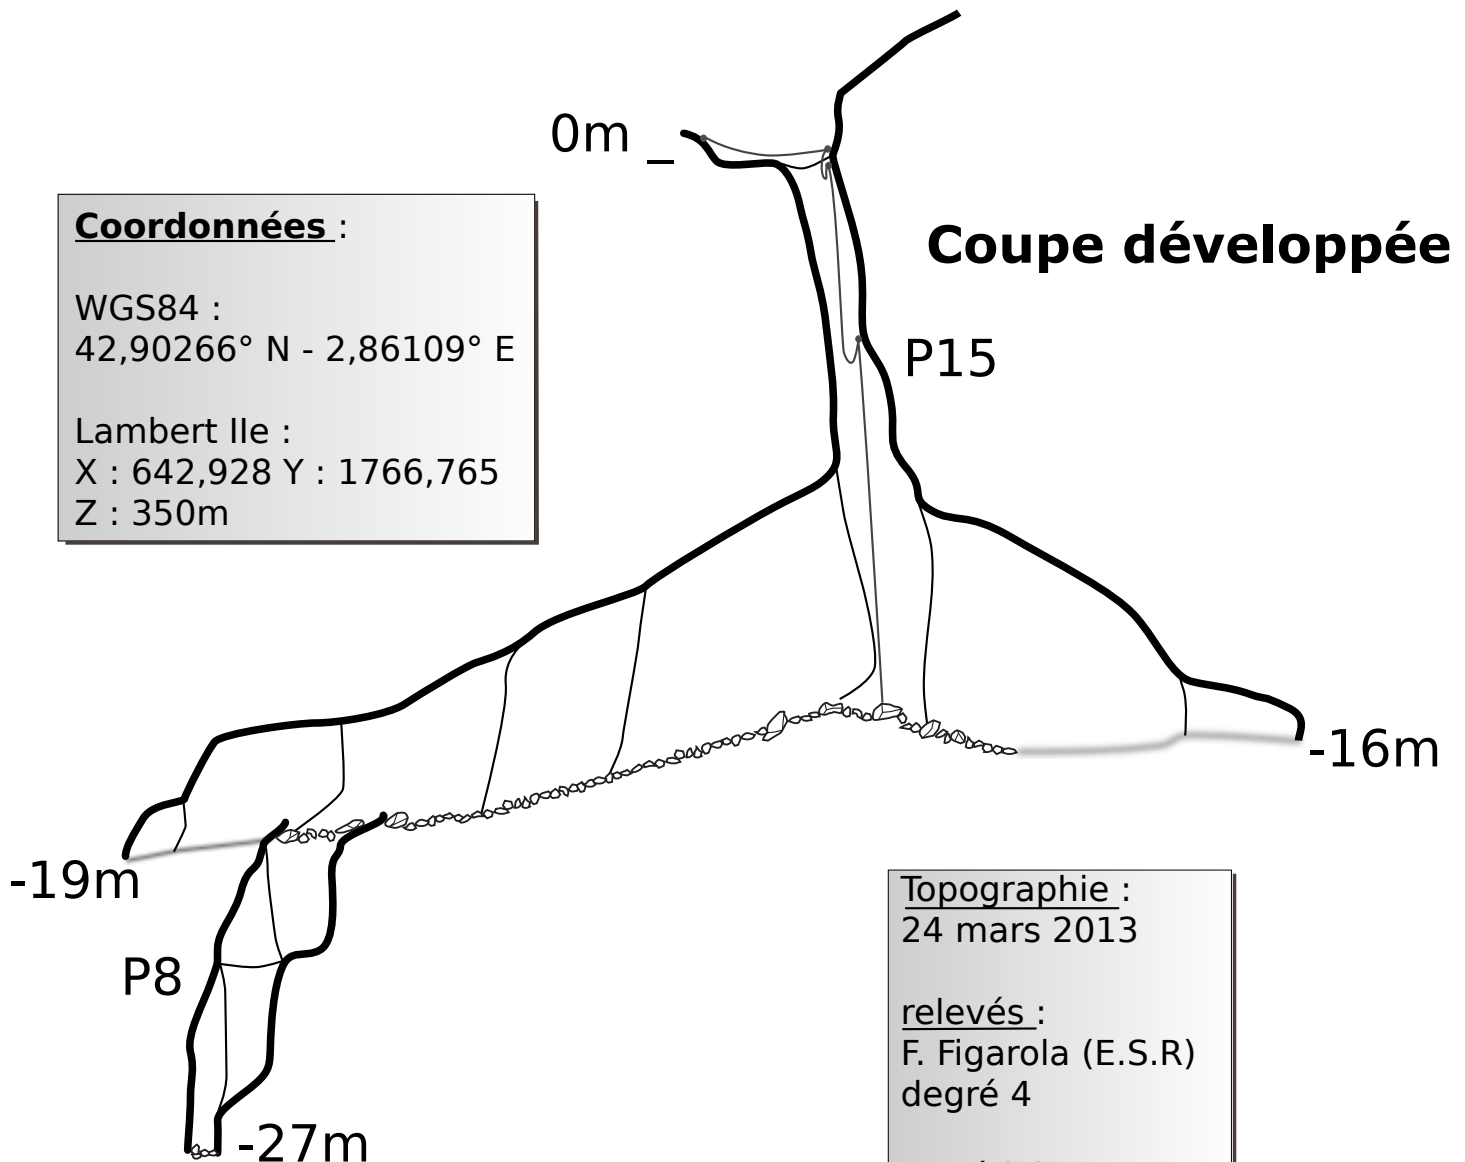 0m _
Coordonnées :
WGS84 :
42,90266° N - 2,86109° E
Lambert IIe :
X : 642,928 Y : 1766,765
Z : 350m
Coupe développée
P15
-16m
-19m
P8
-27m
Topographie :
24 mars 2013
relevés :
F. Figarola (E.S.R)
degré 4